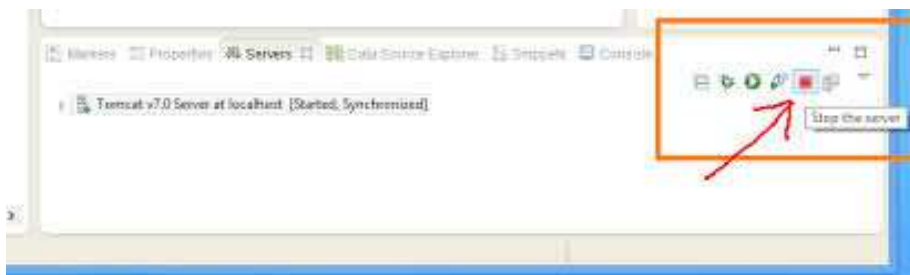 Markers Properties Servers Data Source Explorer Snippets Console
Tomcat v7.0 Server at localhost [Started, Synchronized]
Stop the server